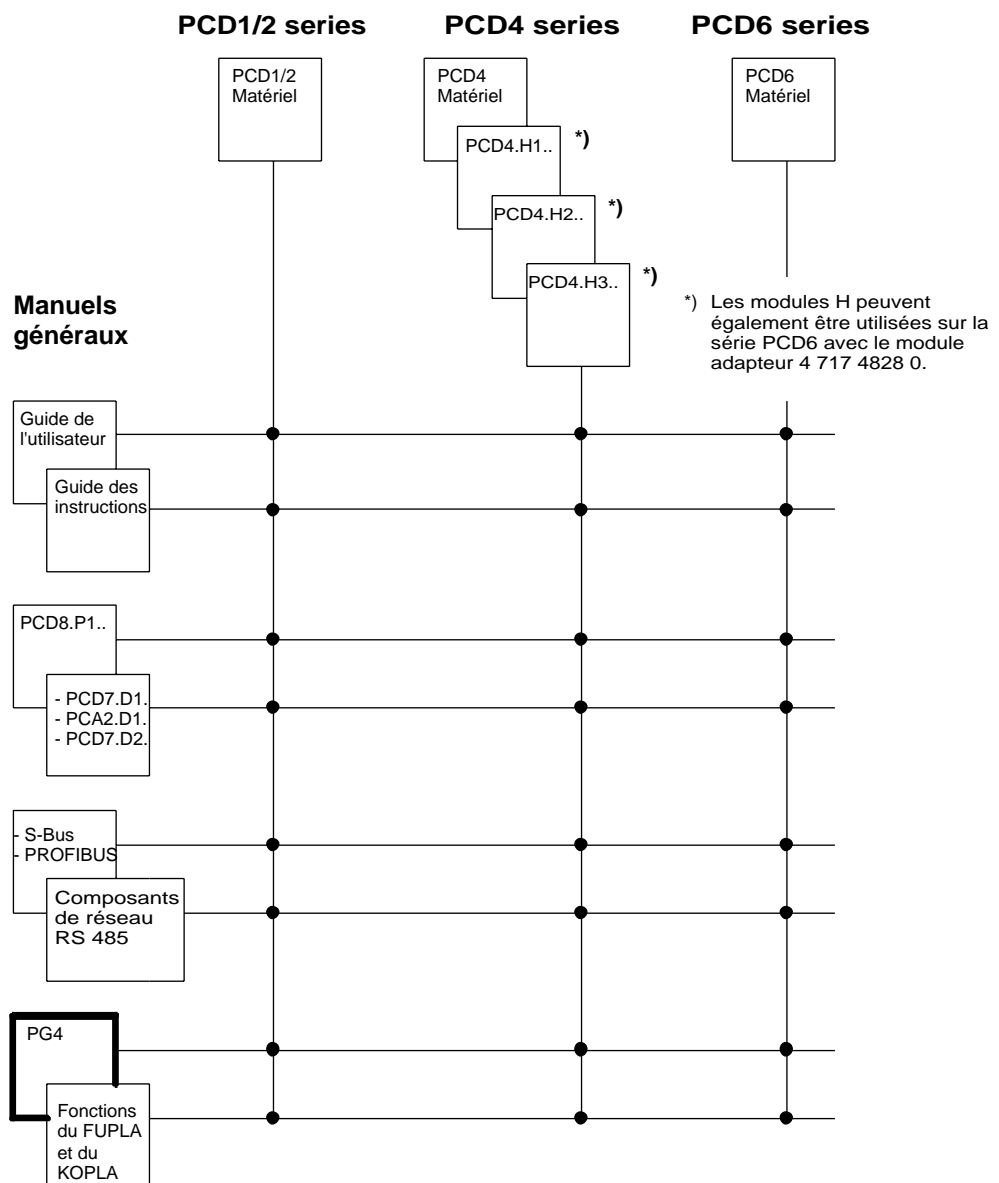 PCD1/2 series
PCD4 series
PCD6 series
PCD1/2
Matériel
PCD4
Matériel
PCD6
Matériel
PCD4.H1..
*)
PCD4.H2..
*)
PCD4.H3..
*)
Manuels
généraux
*) Les modules H peuvent
également être utilisées sur la
série PCD6 avec le module
adapteur 4 717 4828 0.
Guide de
l'utilisateur
Guide des
instructions
PCD8.P1..
- PCD7.D1.
- PCA2.D1.
- PCD7.D2.
- S-Bus
- PROFIBUS
Composants
de réseau
RS 485
PG4
Fonctions
du FUPLA
et du
KOPLA